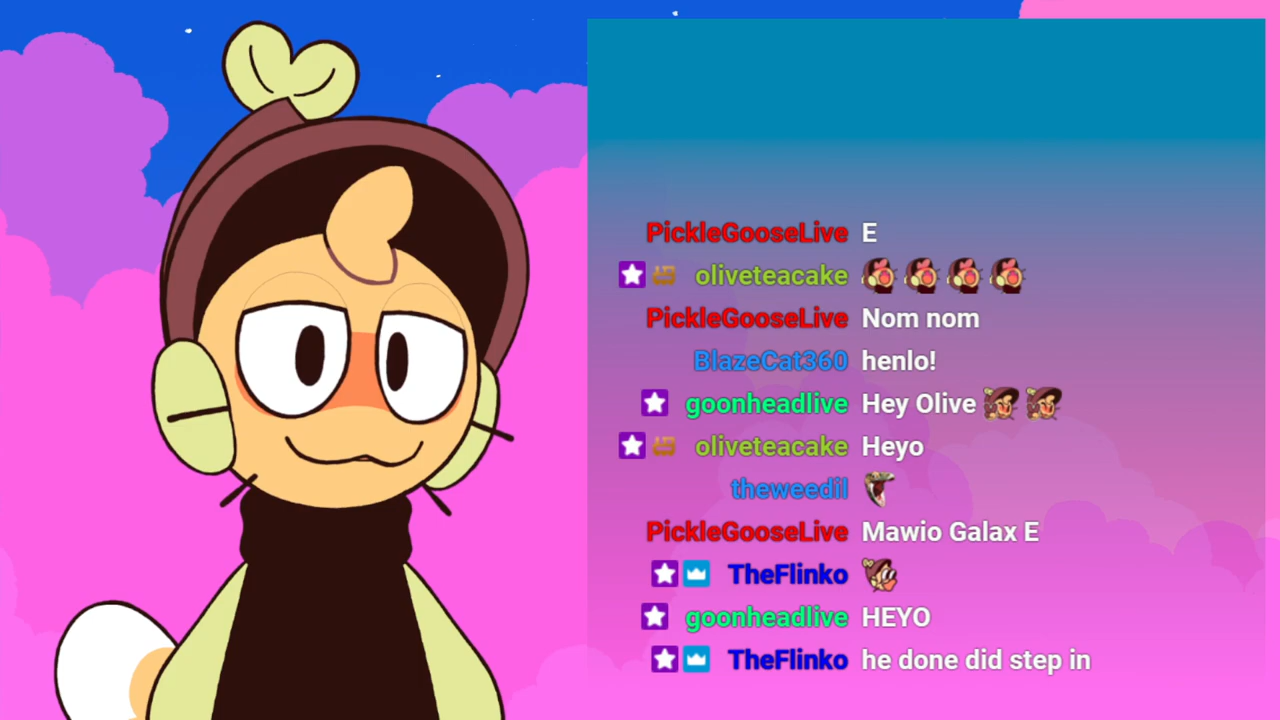 PickleGooseLive E
oliveteacake
PickleGooseLive Nom nom
BlazeCat360 henlo!
goonheadlive Hey Olive
oliveteacake Heyo
theweedil
PickleGooseLive Mawio Galax E
TheFlinko
goonheadlive HEYO
TheFlinko he done did step in